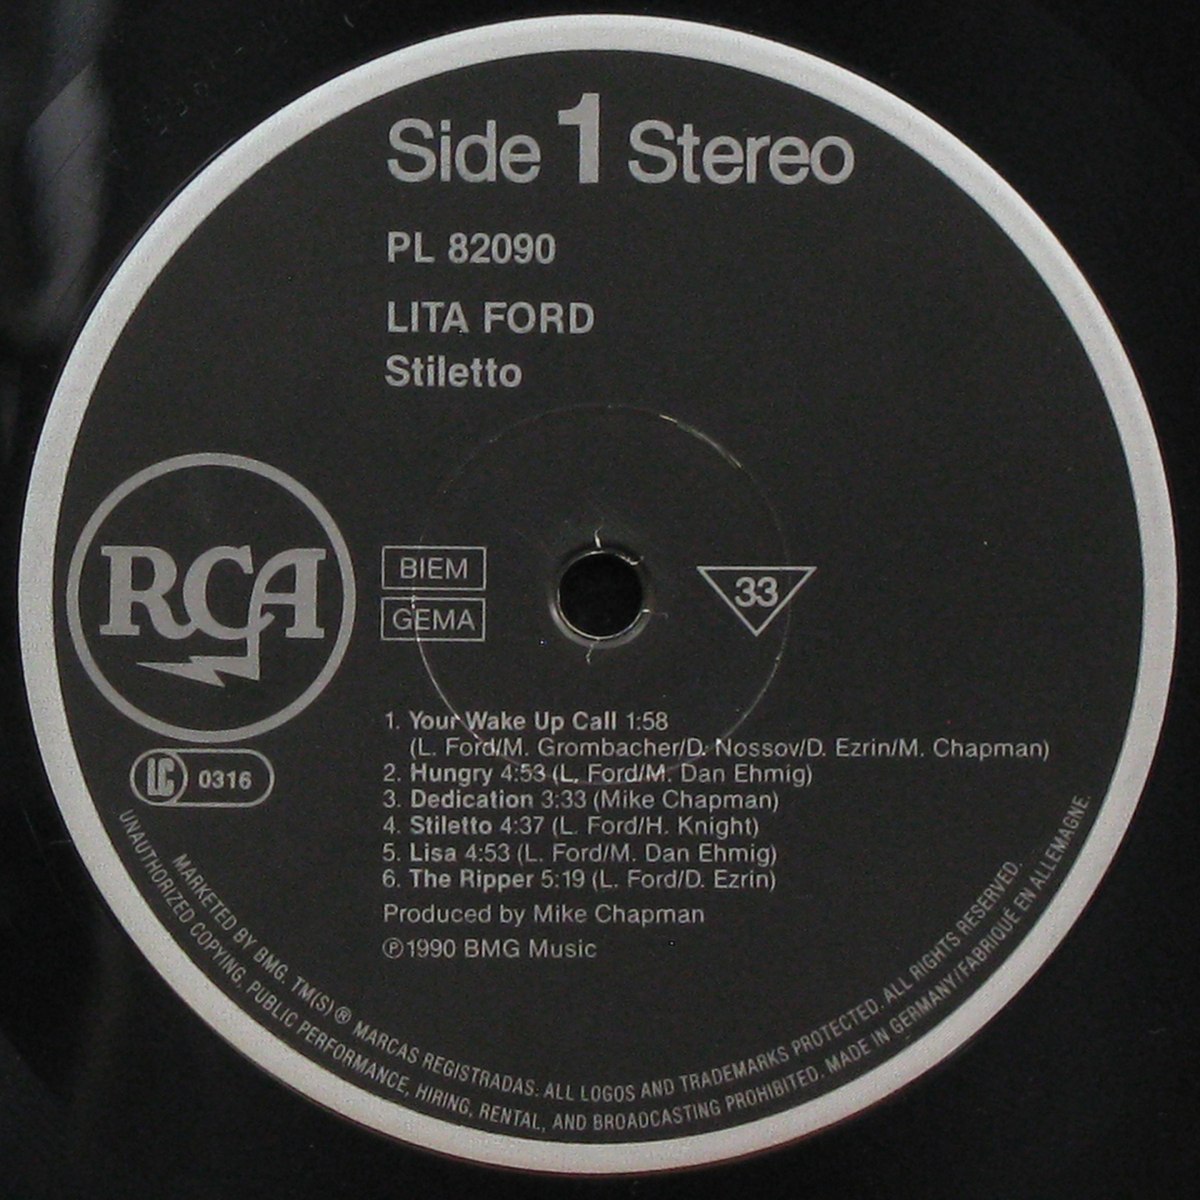 Side 1 Stereo
PL 82090
LITA FORD
Stiletto
RCA
BIEM
GEMA
33
LC 0316
1. Your Wake Up Call 1:58
(L. Ford/M. Grombacher/D. Nossov/D. Ezrin/M. Chapman)
2. Hungry 4:53 (L. Ford/M. Dan Ehmig)
3. Dedication 3:33 (Mike Chapman)
4. Stiletto 4:37 (L. Ford/H. Knight)
5. Lisa 4:53 (L. Ford/M. Dan Ehmig)
6. The Ripper 5:19 (L. Ford/D. Ezrin)
Produced by Mike Chapman
℗ 1990 BMG Music
MARKETED BY BMG. TM(S) ® MARCAS REGISTRADAS. ALL LOGOS AND TRADEMARKS PROTECTED. ALL RIGHTS RESERVED.
UNAUTHORIZED COPYING, PUBLIC PERFORMANCE, HIRING, RENTAL, AND BROADCASTING PROHIBITED. MADE IN GERMANY/FABRIQUÉ EN ALLEMAGNE.